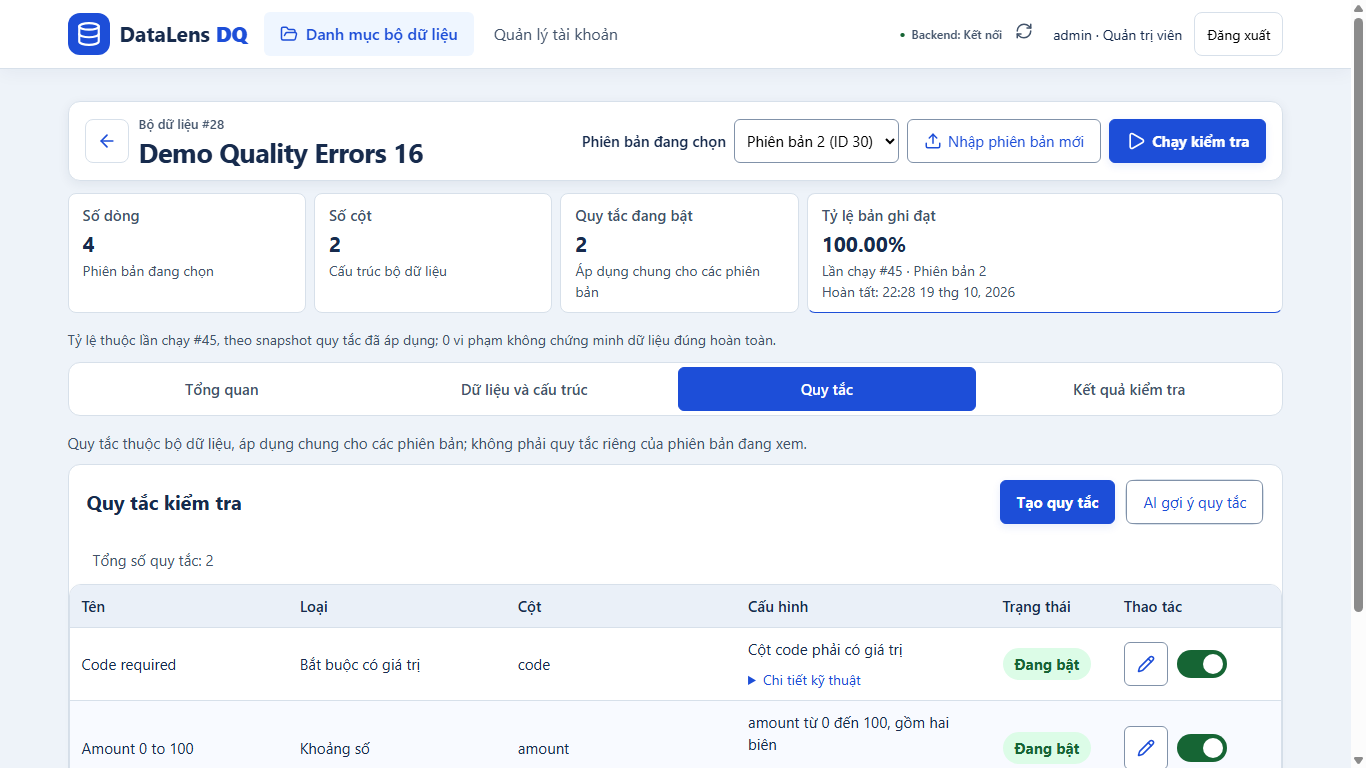 DataLens DQ
Danh mục bộ dữ liệu
Quản lý tài khoản
• Backend: Kết nối
admin · Quản trị viên
Đăng xuất
Bộ dữ liệu #28
Demo Quality Errors 16
Phiên bản đang chọn
Phiên bản 2 (ID 30)
Nhập phiên bản mới
Chạy kiểm tra
Số dòng
4
Phiên bản đang chọn
Số cột
2
Cấu trúc bộ dữ liệu
Quy tắc đang bật
2
Áp dụng chung cho các phiên
bản
Tỷ lệ bản ghi đạt
100.00%
Lần chạy #45 · Phiên bản 2
Hoàn tất: 22:28 19 thg 10, 2026
Tỷ lệ thuộc lần chạy #45, theo snapshot quy tắc đã áp dụng; 0 vi phạm không chứng minh dữ liệu đúng hoàn toàn.
Tổng quan
Dữ liệu và cấu trúc
Quy tắc
Kết quả kiểm tra
Quy tắc thuộc bộ dữ liệu, áp dụng chung cho các phiên bản; không phải quy tắc riêng của phiên bản đang xem.
Quy tắc kiểm tra
Tạo quy tắc
AI gợi ý quy tắc
Tổng số quy tắc: 2
Tên
Loại
Cột
Cấu hình
Trạng thái
Thao tác
Code required
Bắt buộc có giá trị
code
Cột code phải có giá trị
Chi tiết kỹ thuật
Đang bật
Amount 0 to 100
Khoảng số
amount
amount từ 0 đến 100, gồm hai
biên
Đang bật